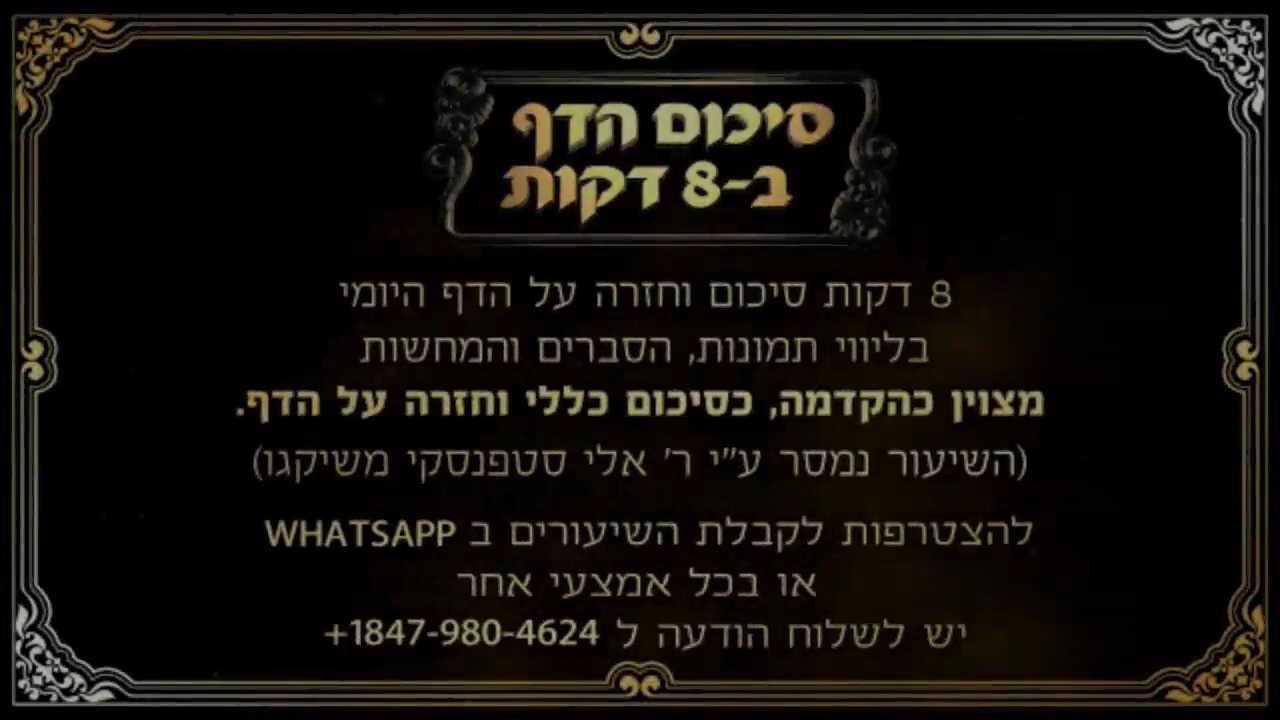 סיכום הדף
ב-8 דקות
8 דקות סיכום וחזרה על הדף היומי
בליווי תמונות, הסברים והמחשות
מצוין כהקדמה, כסיכום כללי וחזרה על הדף.
(השיעור נמסר ע"י ר' אלי סטפנסקי משיקגו)
להצטרפות לקבלת השיעורים ב WHATSAPP
או בכל אמצעי אחר
יש לשלוח הודעה ל 1847-980-4624+